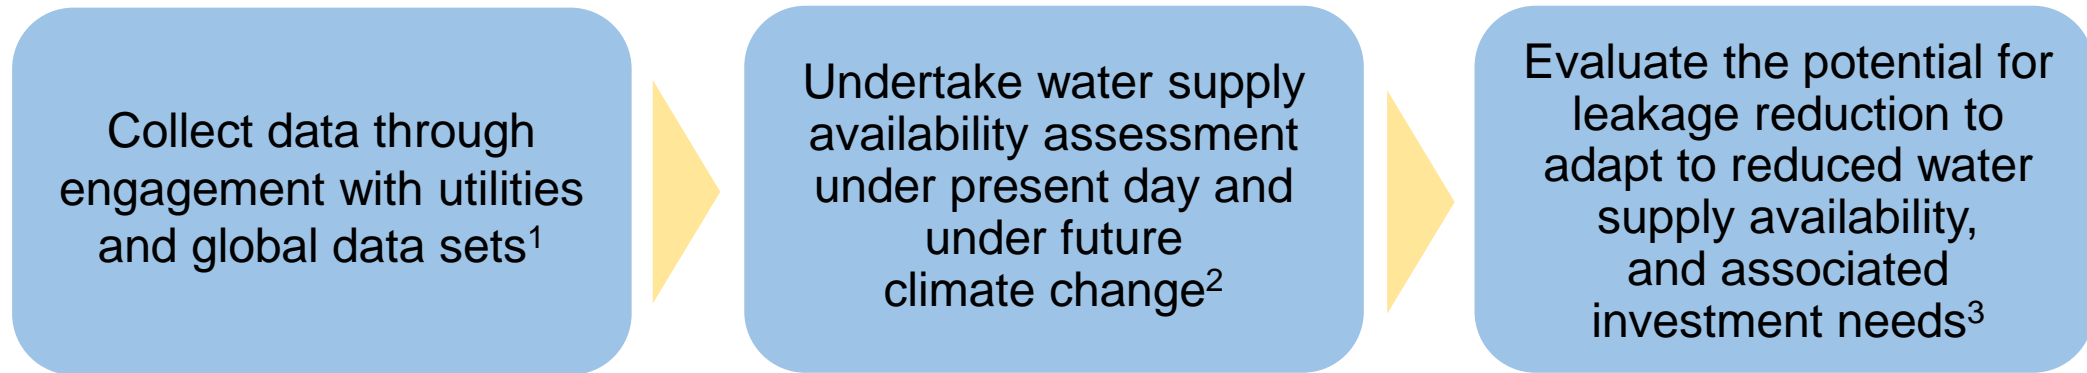 Collect data through
engagement with utilities
and global data sets¹
Undertake water supply
availability assessment
under present day and
under future
climate change²
Evaluate the potential for
leakage reduction to
adapt to reduced water
supply availability,
and associated
investment needs³